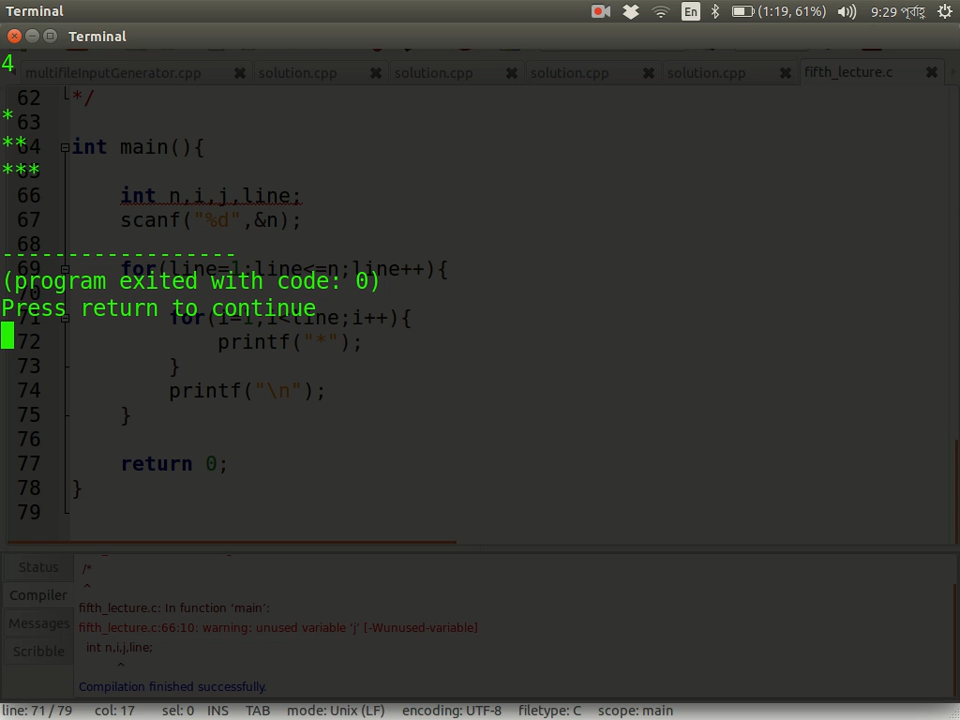 Terminal
En
(1:19, 61%)
9:29 পূর্বাহ্ণ
Terminal
4
multifileInputGenerator.cpp
solution.cpp
solution.cpp
solution.cpp
solution.cpp
fifth_lecture.c
62 */
*
63
**
64 int main(){
***
66 int n,i,j,line;
67 scanf("%d",&n);
68
------------------
69 for(line=1;line<=n;line++){
(program exited with code: 0)
Press return to continue
71 for(i=1;i<line;i++){
72 printf("*");
73 }
74 printf("\n");
75 }
76
77 return 0;
78 }
79
Status
Compiler
Messages
Scribble
/*
^
fifth_lecture.c: In function ‘main’:
fifth_lecture.c:66:10: warning: unused variable ‘j’ [-Wunused-variable]
int n,i,j,line;
^
Compilation finished successfully.
line: 71 / 79 col: 17 sel: 0 INS TAB mode: Unix (LF) encoding: UTF-8 filetype: C scope: main